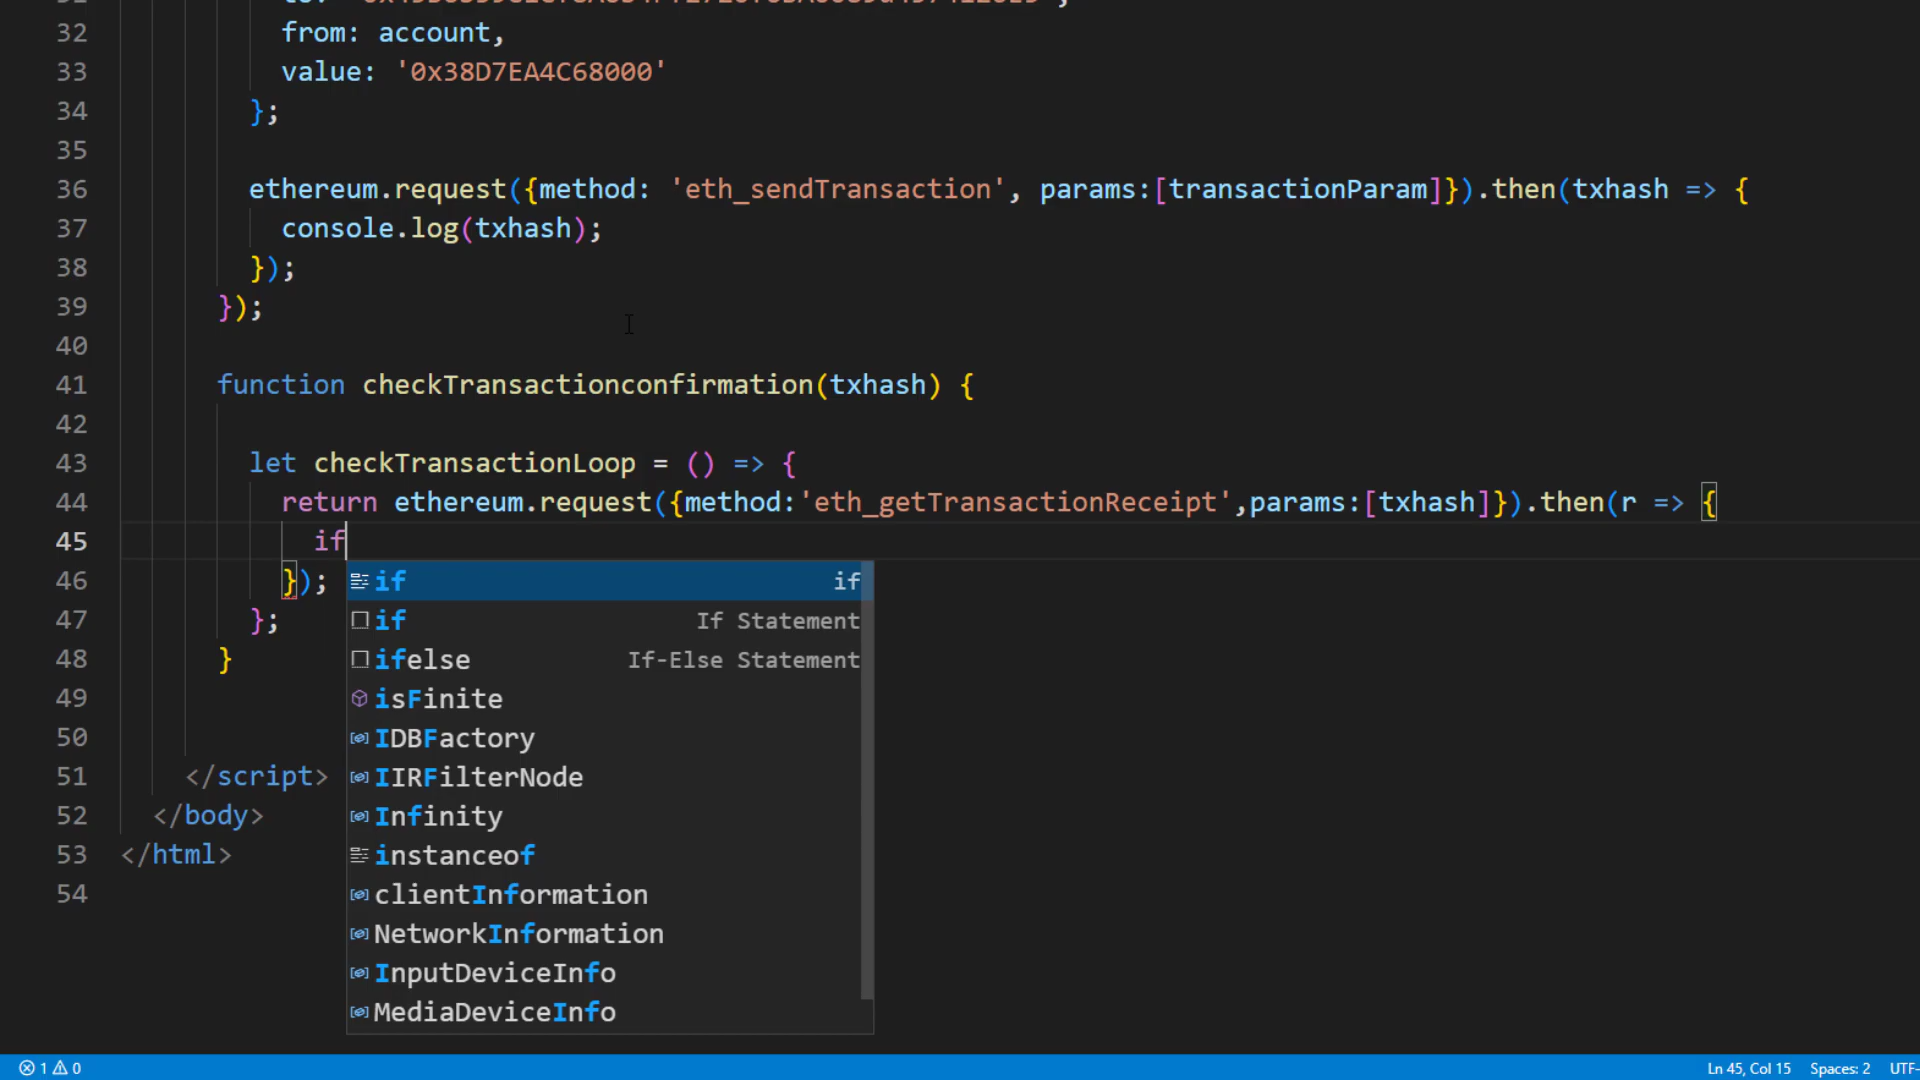 32 from: account,
33 value: '0x38D7EA4C68000'
34 };
35
36 ethereum.request({method: 'eth_sendTransaction', params:[transactionParam]}).then(txhash => {
37 console.log(txhash);
38 });
39 });
40
41 function checkTransactionconfirmation(txhash) {
42
43 let checkTransactionLoop = () => {
44 return ethereum.request({method:'eth_getTransactionReceipt',params:[txhash]}).then(r => {
45 if
46 });
if if
47 };
if If Statement
48 }
ifelse If-Else Statement
49
isFinite
50
IDBFactory
51 </script>
IIRFilterNode
52 </body>
Infinity
53 </html>
instanceof
54
clientInformation
NetworkInformation
InputDeviceInfo
MediaDeviceInfo
1 0 Ln 45, Col 15 Spaces: 2 UTF-